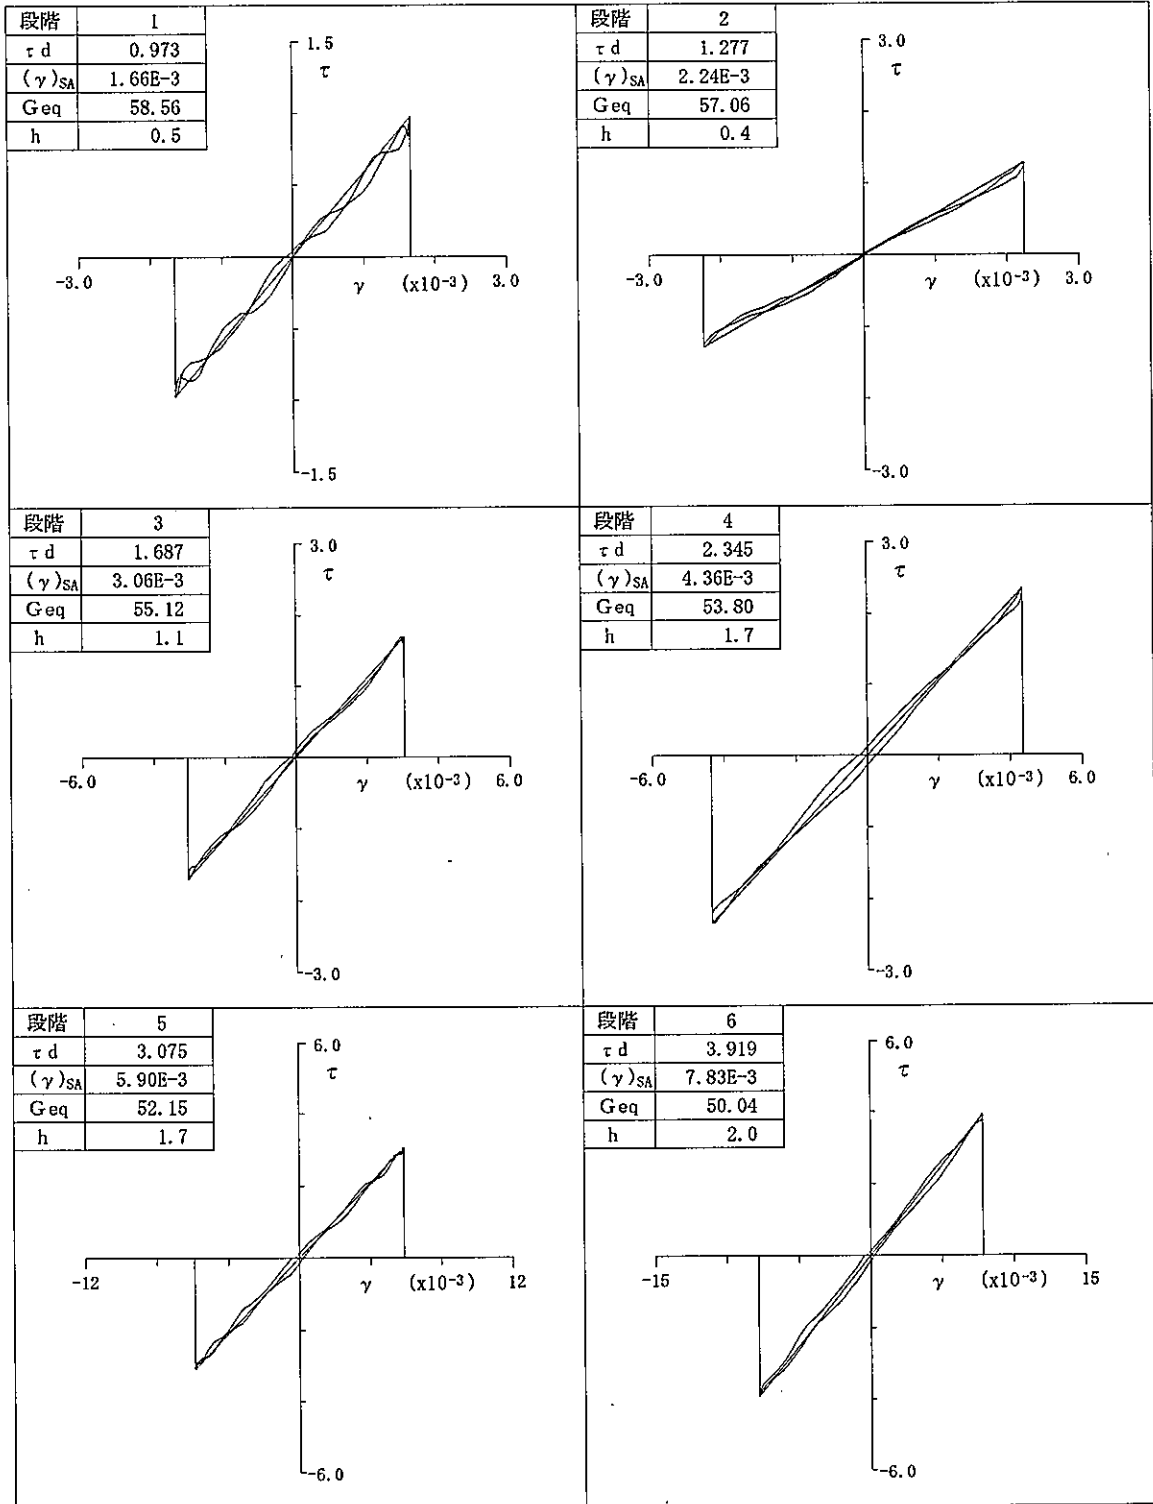 段階 1
τd 0.973
(γ)SA 1.66E-3
Geq 58.56
h 0.5
1.5
τ
-3.0 γ (x10-3) 3.0
-1.5
段階 2
τd 1.277
(γ)SA 2.24E-3
Geq 57.06
h 0.4
3.0
τ
-3.0 γ (x10-3) 3.0
-3.0
段階 3
τd 1.687
(γ)SA 3.06E-3
Geq 55.12
h 1.1
3.0
τ
-6.0 γ (x10-3) 6.0
-3.0
段階 4
τd 2.345
(γ)SA 4.36E-3
Geq 53.80
h 1.7
3.0
τ
-6.0 γ (x10-3) 6.0
-3.0
段階 5
τd 3.075
(γ)SA 5.90E-3
Geq 52.15
h 1.7
6.0
τ
-12 γ (x10-3) 12
-6.0
段階 6
τd 3.919
(γ)SA 7.83E-3
Geq 50.04
h 2.0
6.0
τ
-15 γ (x10-3) 15
-6.0